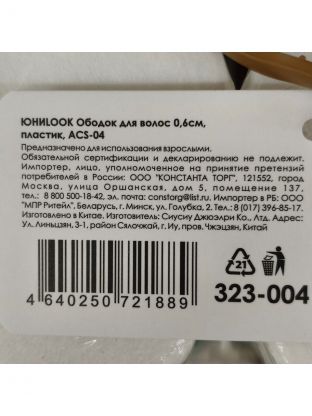 ЮНИLOOK Ободок для волос 0,6см,
пластик, ACS-04
Предназначено для использования взрослыми.
Обязательной сертификации и декларированию не подлежит.
Импортер, лицо, уполномоченное на принятие претензий
потребителей в России: ООО "КОНСТАНТА ТОРГ", 121552, город
Москва, улица Оршанская, дом 5, помещение 137,
тел.: 8 800 500-18-42, эл. почта: constorg@list.ru. Импортер в РБ: ООО
"МПР Ритейл", Беларусь, г. Минск, ул. Голубка, 2. Тел.: 8 (017) 396-85-17.
Изготовлено в Китае. Изготовитель: Сиусиу Джюэлри Ко., Лтд. Адрес:
Ул. Линьцзян, 3-1, район Сялочжай, г. Иу, пров. Чжэцзян, Китай
21
4 640250 721889
323-004